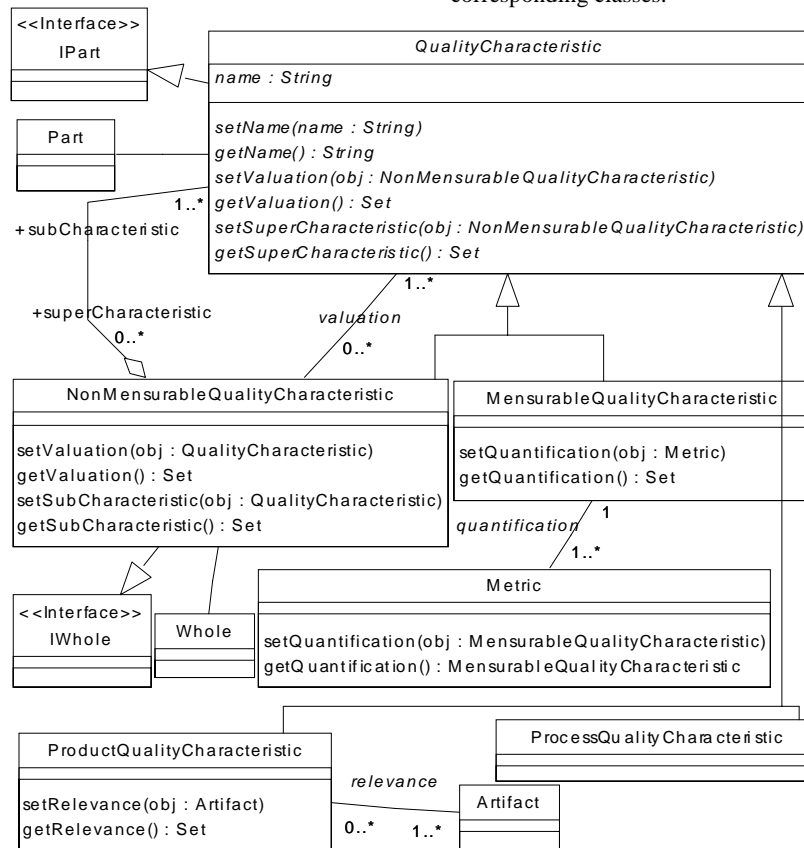 corresponding classes.
<<Interface>>
IPart
QualityCharacteristic
name : String
setName(name : String)
getName() : String
setValuation(obj : NonMensurableQualityCharacteristic)
getValuation() : Set
setSuperCharacteristic(obj : NonMensurableQualityCharacteristic)
getSuperCharacteristic() : Set
Part
1..*
+subCharacteristic
+superCharacteristic
0..*
1..*
valuation
0..*
NonMensurableQualityCharacteristic
setValuation(obj : QualityCharacteristic)
getValuation() : Set
setSubCharacteristic(obj : QualityCharacteristic)
getSubCharacteristic() : Set
MensurableQualityCharacteristic
setQuantification(obj : Metric)
getQuantification() : Set
quantification
1
1..*
<<Interface>>
IWhole
Whole
Metric
setQuantification(obj : MensurableQualityCharacteristic)
getQuantification() : MensurableQualityCharacteristic
ProductQualityCharacteristic
setRelevance(obj : Artifact)
getRelevance() : Set
ProcessQualityCharacteristic
relevance
0..*
1..*
Artifact